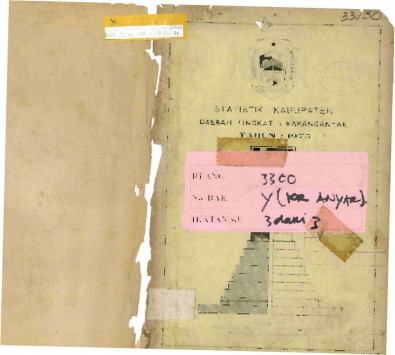 33/50
STATISTIK KABUPATEN
DAERAH TINGKAT II KARANGANYAR
TAHUN : 1975
RUANG 3300
No. RAK Y (KR ANYAR)
IKATAN KE 3 dari 3